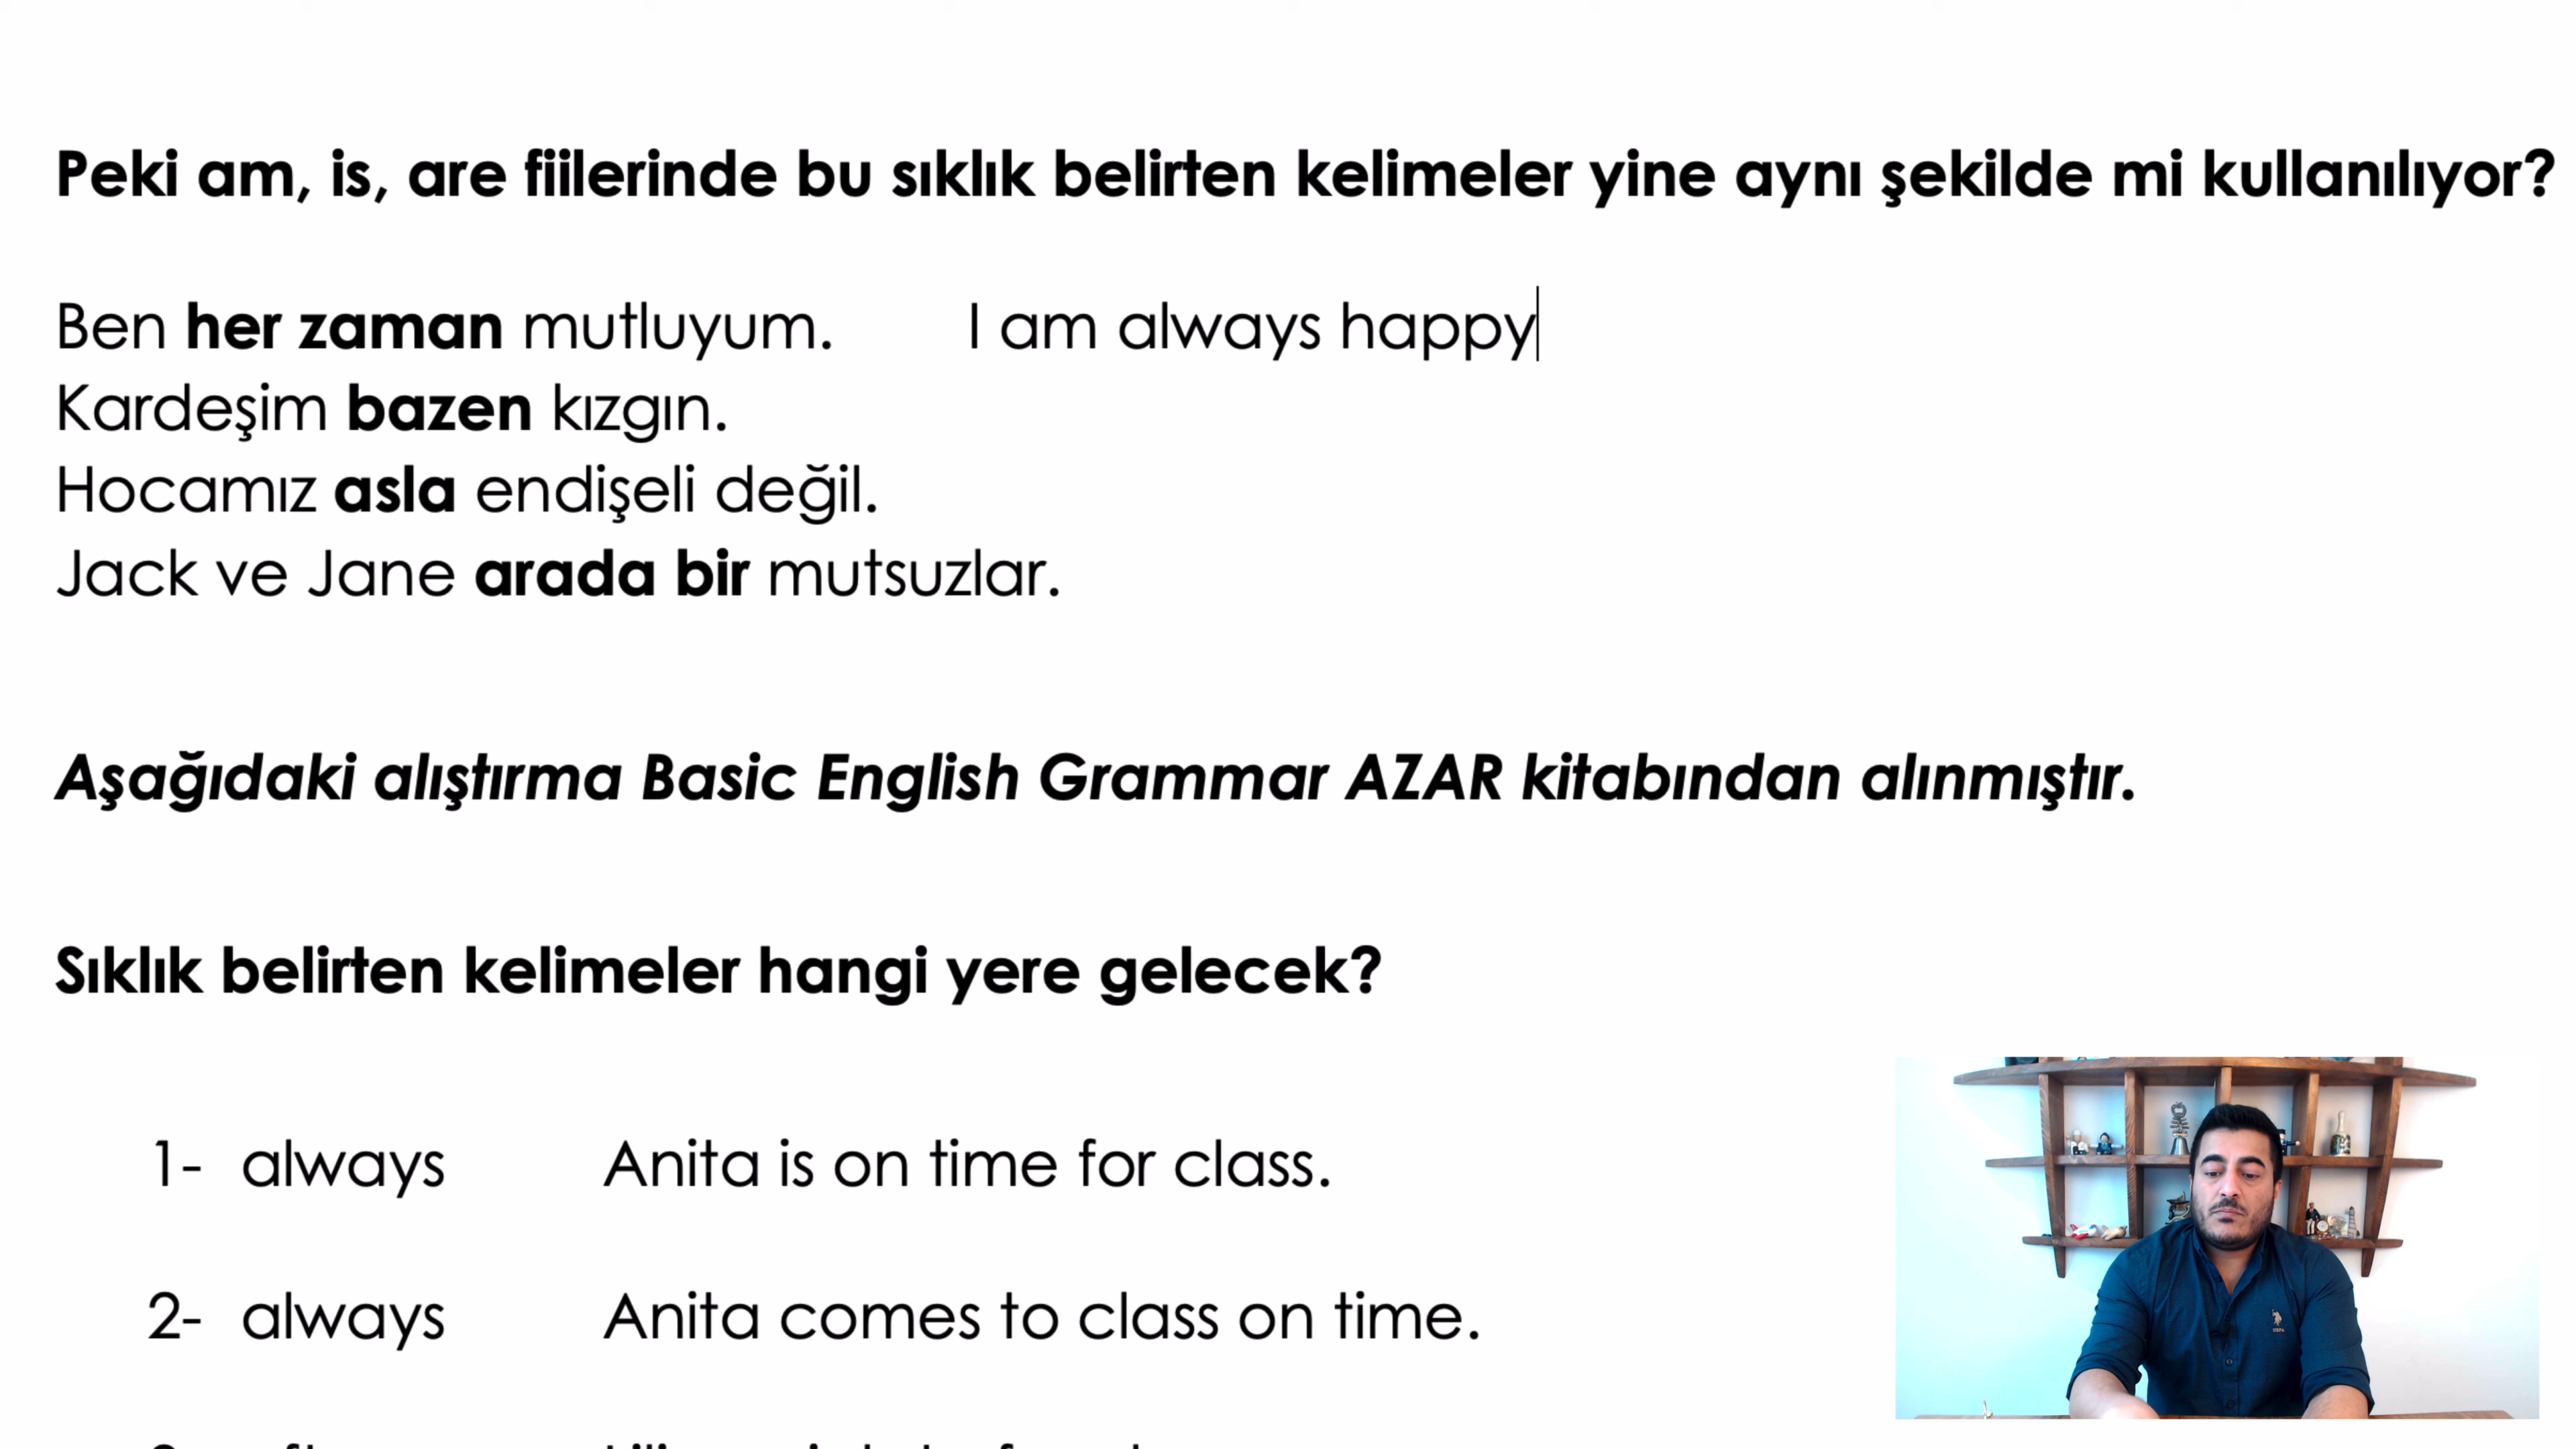 Peki am, is, are fiilerinde bu sıklık belirten kelimeler yine aynı şekilde mi kullanılıyor?
Ben her zaman mutluyum. I am always happy
Kardeşim bazen kızgın.
Hocamız asla endişeli değil.
Jack ve Jane arada bir mutsuzlar.
Aşağıdaki alıştırma Basic English Grammar AZAR kitabından alınmıştır.
Sıklık belirten kelimeler hangi yere gelecek?
1- always Anita is on time for class.
2- always Anita comes to class on time.